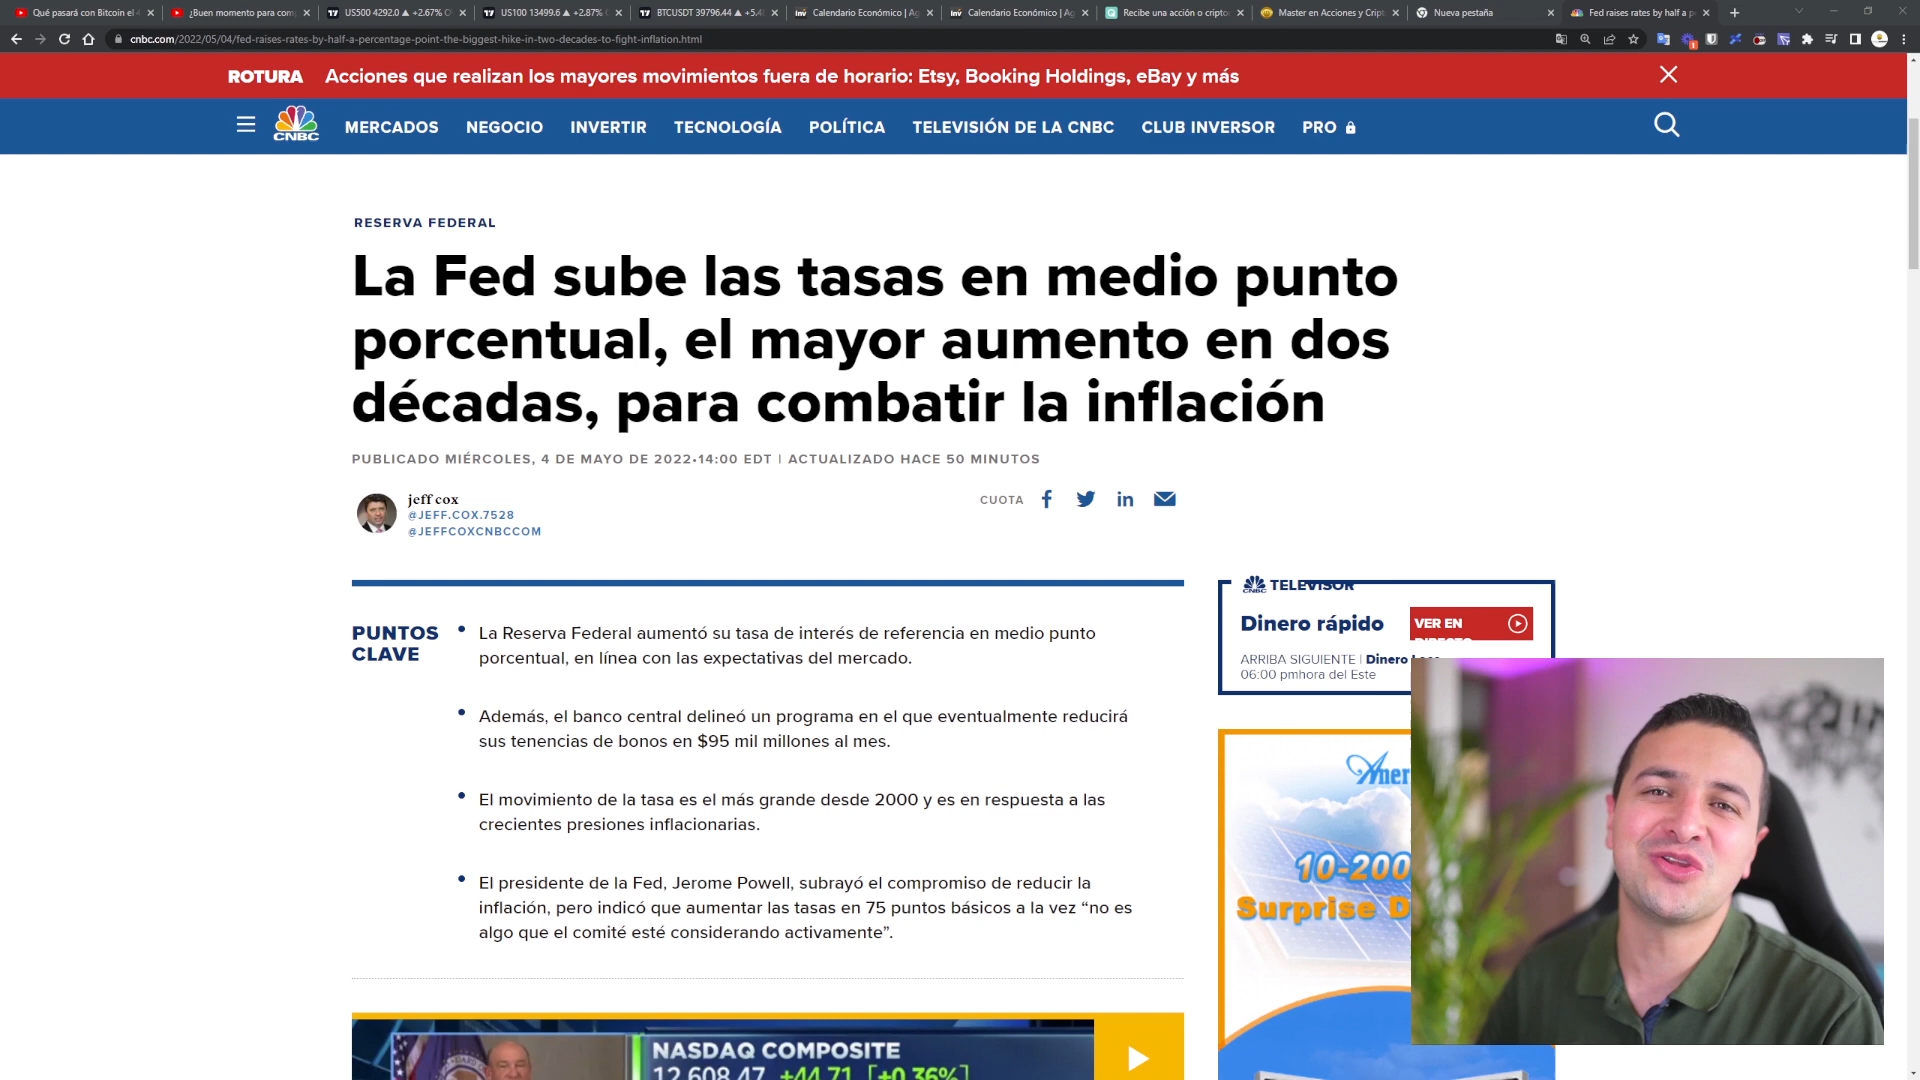 Qué pasará con Bitcoin el
¿Buen momento para com
US500 4292.0 ▲ +2.67%
US100 13499.6 ▲ +2.87%
BTCUSDT 39796.44 ▲ +5.4
Calendario Económico | Ag
Calendario Económico | Ag
Recibe una acción o cripto
Master en Acciones y Cript
Nueva pestaña
Fed raises rates by half a p
cnbc.com/2022/05/04/fed-raises-rates-by-half-a-percentage-point-the-biggest-hike-in-two-decades-to-fight-inflation.html
ROTURA Acciones que realizan los mayores movimientos fuera de horario: Etsy, Booking Holdings, eBay y más
CNBC MERCADOS NEGOCIO INVERTIR TECNOLOGÍA POLÍTICA TELEVISIÓN DE LA CNBC CLUB INVERSOR PRO
RESERVA FEDERAL
La Fed sube las tasas en medio punto
porcentual, el mayor aumento en dos
décadas, para combatir la inflación
PUBLICADO MIÉRCOLES, 4 DE MAYO DE 2022•14:00 EDT | ACTUALIZADO HACE 50 MINUTOS
jeff cox
@JEFF.COX.7528
@JEFFCOXCNBCCOM
CUOTA
PUNTOS
CLAVE
• La Reserva Federal aumentó su tasa de interés de referencia en medio punto
porcentual, en línea con las expectativas del mercado.
• Además, el banco central delineó un programa en el que eventualmente reducirá
sus tenencias de bonos en $95 mil millones al mes.
• El movimiento de la tasa es el más grande desde 2000 y es en respuesta a las
crecientes presiones inflacionarias.
• El presidente de la Fed, Jerome Powell, subrayó el compromiso de reducir la
inflación, pero indicó que aumentar las tasas en 75 puntos básicos a la vez “no es
algo que el comité esté considerando activamente”.
CNBC TELEVISOR
Dinero rápido
VER EN
DIRECTO
ARRIBA SIGUIENTE | Dinero
06:00 pmhora del Este
Amer
10-200
Surprise D
NASDAQ COMPOSITE
12,608.47 +44.71 [+0.36%]